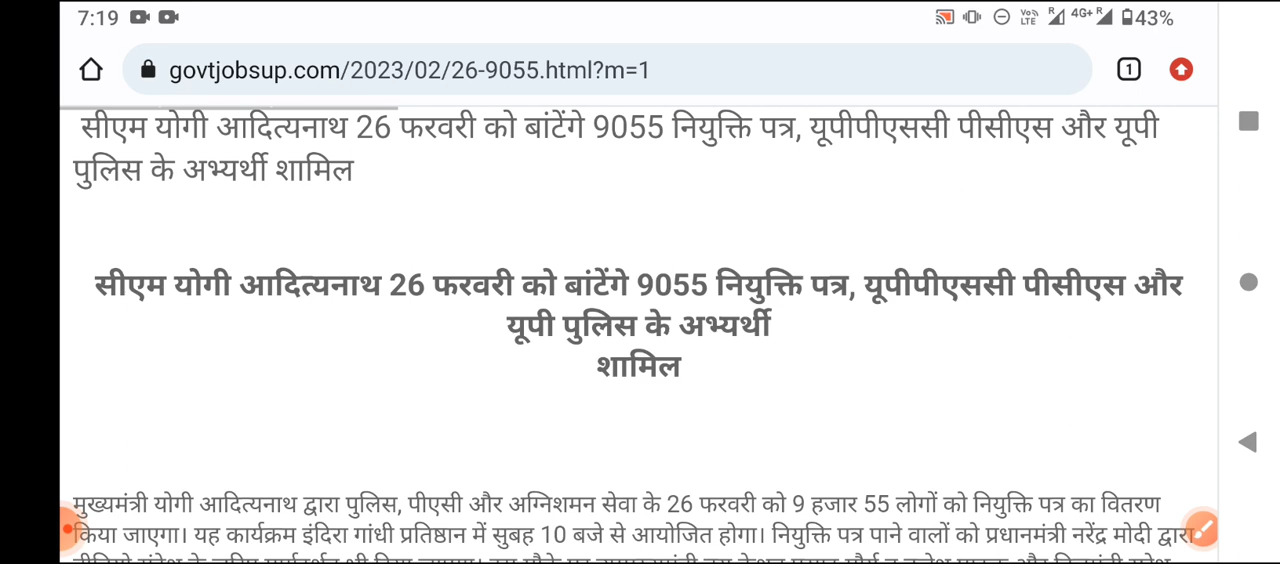 7:19 VoLTE R 4G+ R 43%
govtjobsup.com/2023/02/26-9055.html?m=1 1
सीएम योगी आदित्यनाथ 26 फरवरी को बांटेंगे 9055 नियुक्ति पत्र, यूपीपीएससी पीसीएस और यूपी
पुलिस के अभ्यर्थी शामिल
सीएम योगी आदित्यनाथ 26 फरवरी को बांटेंगे 9055 नियुक्ति पत्र, यूपीपीएससी पीसीएस और
यूपी पुलिस के अभ्यर्थी
शामिल
मुख्यमंत्री योगी आदित्यनाथ द्वारा पुलिस, पीएसी और अग्निशमन सेवा के 26 फरवरी को 9 हजार 55 लोगों को नियुक्ति पत्र का वितरण
किया जाएगा। यह कार्यक्रम इंदिरा गांधी प्रतिष्ठान में सुबह 10 बजे से आयोजित होगा। नियुक्ति पत्र पाने वालों को प्रधानमंत्री नरेंद्र मोदी द्वारा